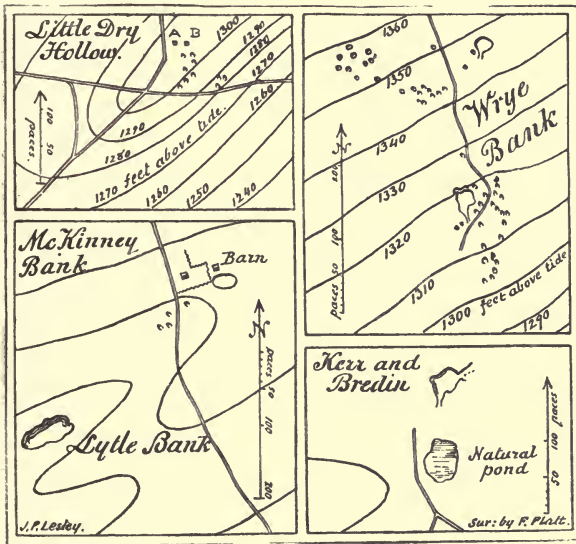 Little Dry
Hollow.
A B
1300
1290
1280
1270
1260
1290
1280
feet above tide.
1270
1260
1250
1240
100
50
paces.
N
1360
1350
Wrye
Bank
1340
1330
1320
1310
1300 feet above tide
1290
N
100
50
paces
McKinney
Bank
Barn
N
paces
50
100
200
Lytle Bank
J.P. Lesley.
Kerr and
Bredin
N
paces
100
50
Natural
pond
Sur: by F. Platt.